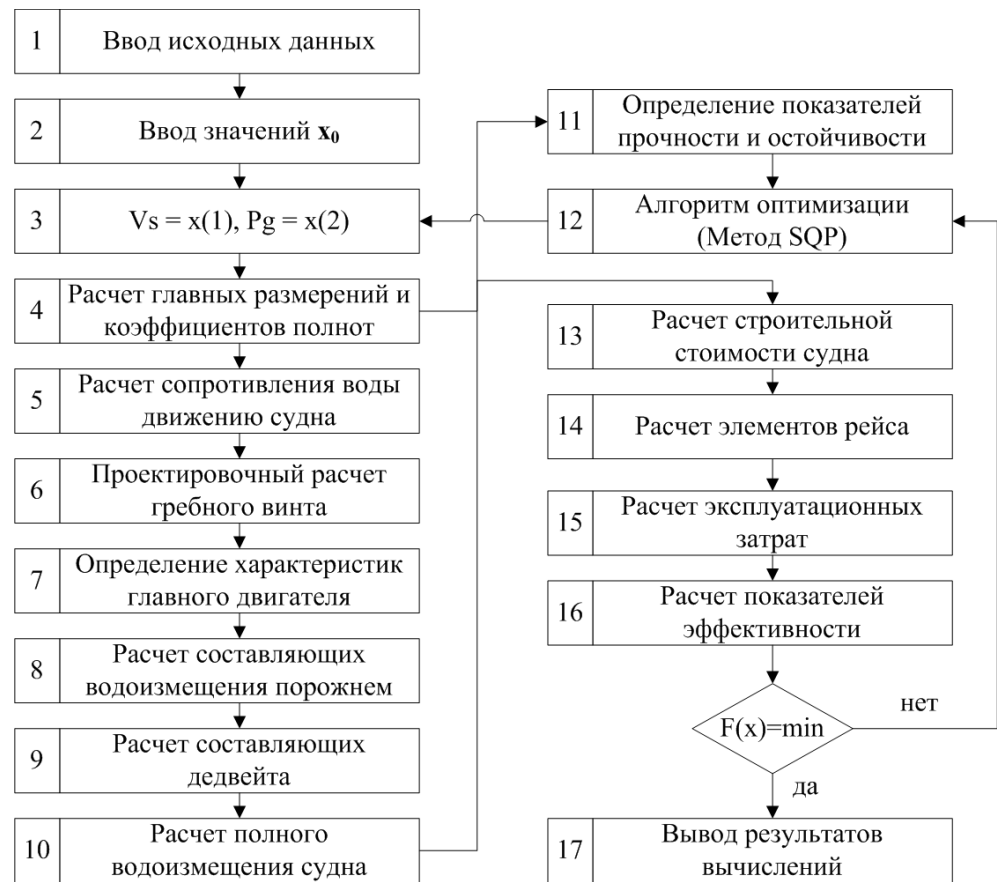 1
Ввод исходных данных
2
Ввод значений x₀
3
Vs = x(1), Pg = x(2)
4
Расчет главных размерений и
коэффициентов полнот
5
Расчет сопротивления воды
движению судна
6
Проектировочный расчет
гребного винта
7
Определение характеристик
главного двигателя
8
Расчет составляющих
водоизмещения порожнем
9
Расчет составляющих
дедвейта
10
Расчет полного
водоизмещения судна
11
Определение показателей
прочности и остойчивости
12
Алгоритм оптимизации
(Метод SQP)
13
Расчет строительной
стоимости судна
14
Расчет элементов рейса
15
Расчет эксплуатационных
затрат
16
Расчет показателей
эффективности
F(x)=min
нет
да
17
Вывод результатов
вычислений